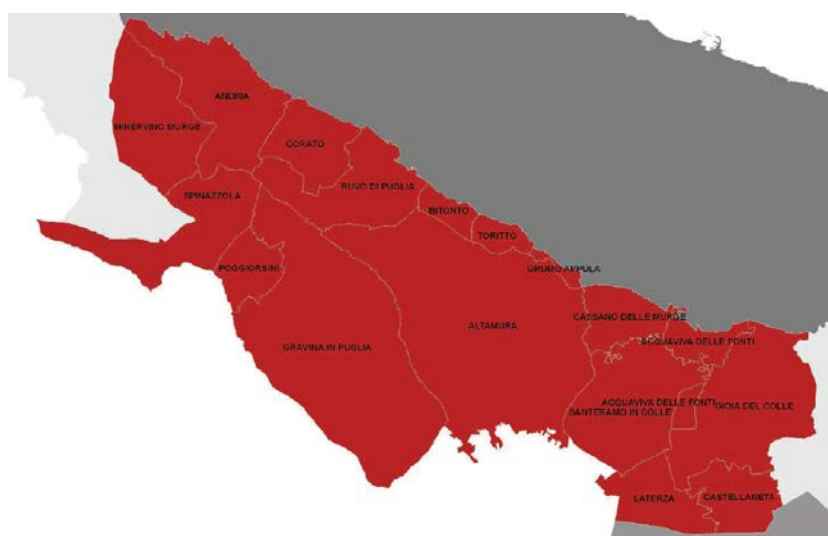 ANDRIA
MINERVINO MURGE
CORATO
RUVO DI PUGLIA
SPINAZZOLA
BITONTO
TORITTO
POGGIORSINI
GRUMO APPULA
CASSANO DELLE MURGE
ALTAMURA
ACQUAVIVA DELLE FONTI
GRAVINA IN PUGLIA
ACQUAVIVA DELLE FONTI
SANTERAMO IN COLLE
GIOIA DEL COLLE
LATERZA
CASTELLANETA